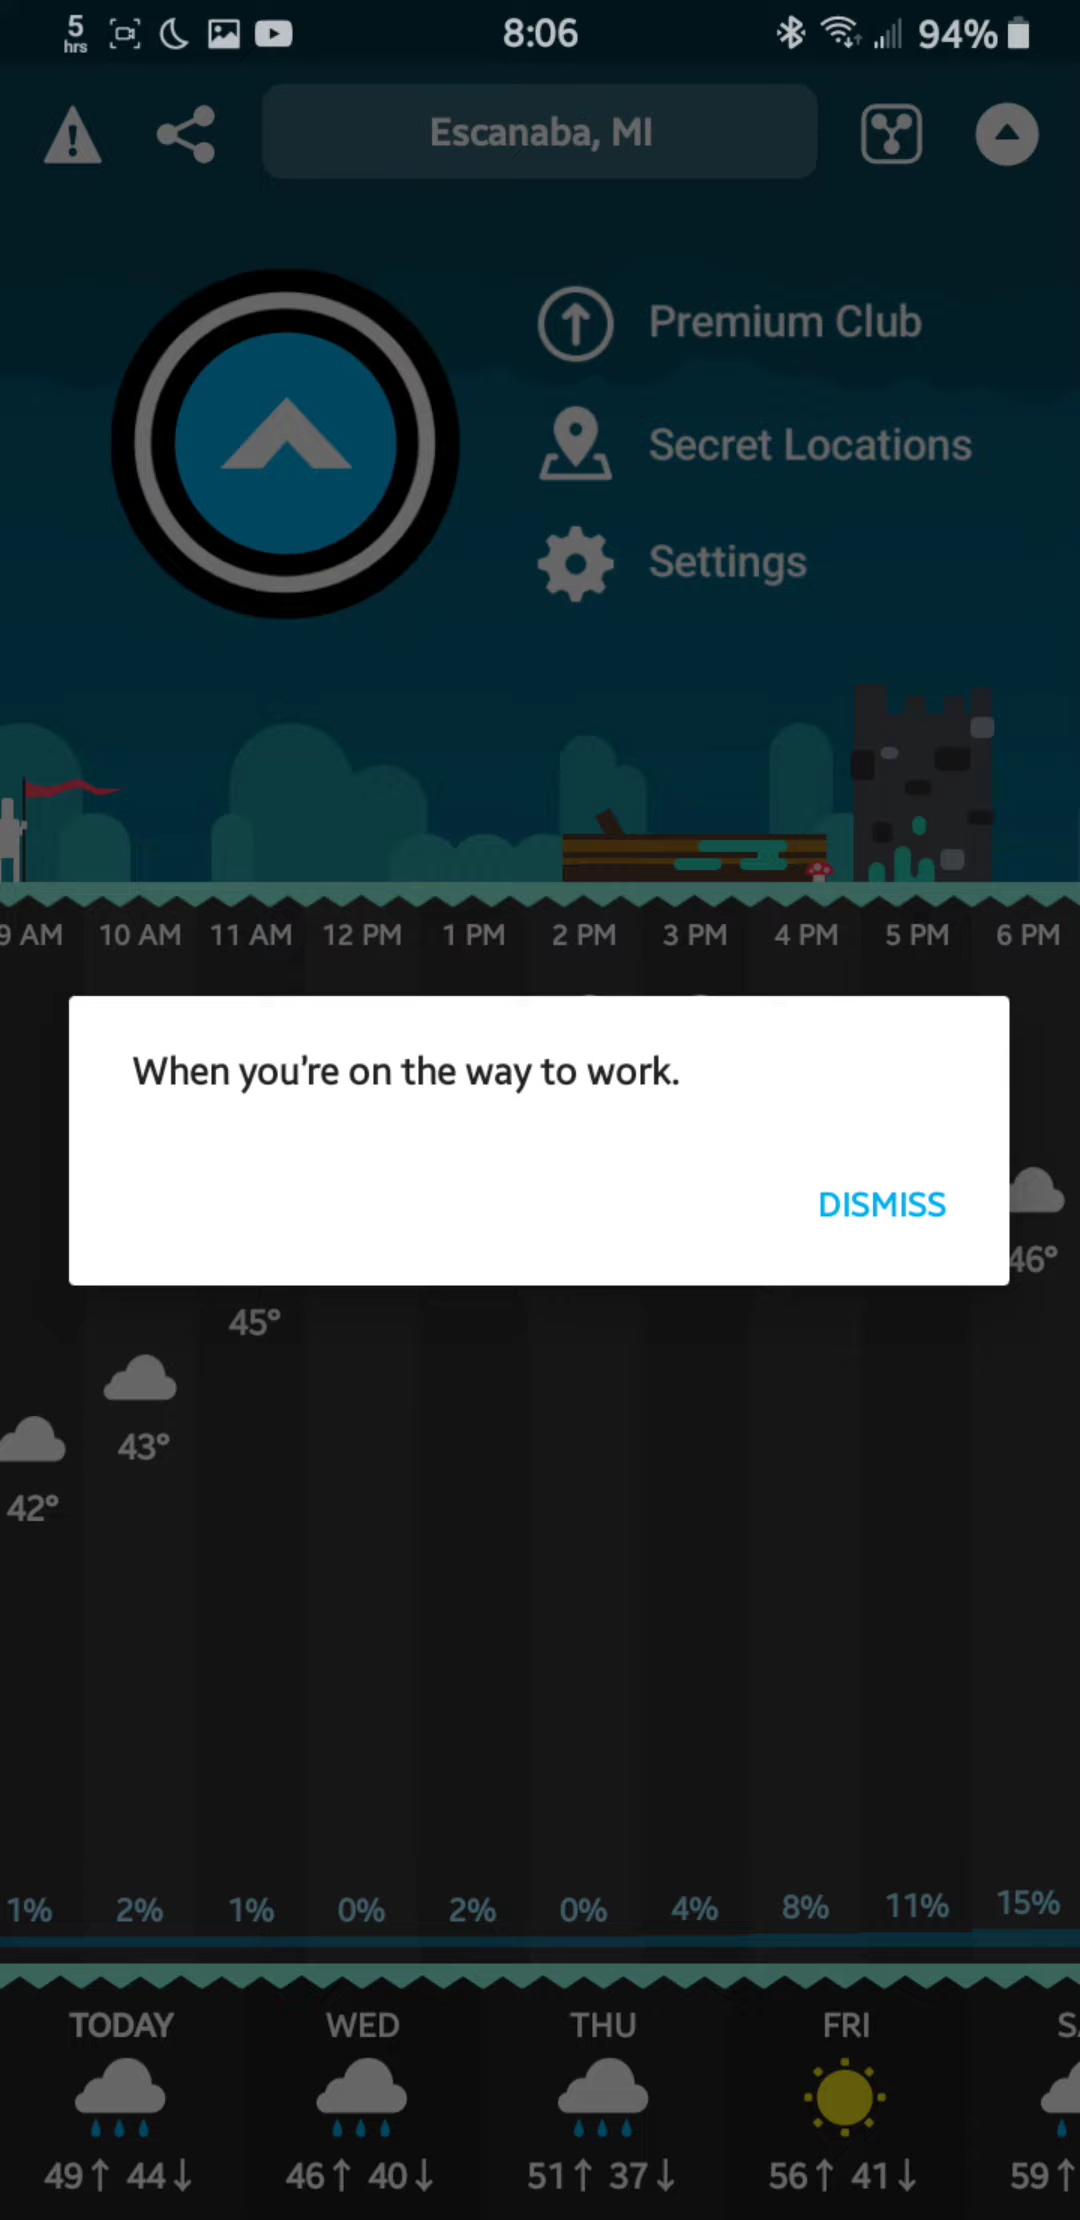 5 hrs 8:06 94%
Escanaba, MI
Premium Club
Secret Locations
Settings
9 AM 10 AM 11 AM 12 PM 1 PM 2 PM 3 PM 4 PM 5 PM 6 PM
When you're on the way to work.
DISMISS
46°
45°
43°
42°
1% 2% 1% 0% 2% 0% 4% 8% 11% 15%
TODAY WED THU FRI
49↑ 44↓ 46↑ 40↓ 51↑ 37↓ 56↑ 41↓ 59↑